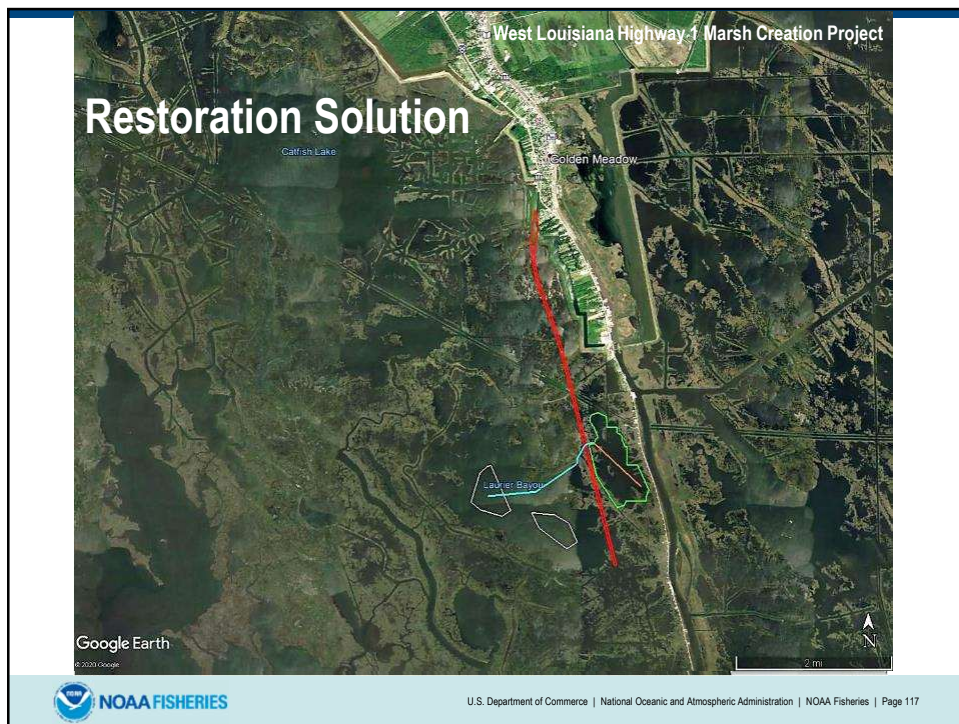 West Louisiana Highway-1 Marsh Creation Project
Restoration Solution
Catfish Lake
Golden Meadow
Laurier Bayou
Google Earth
© 2020 Google
N
2 mi
NOAA FISHERIES
U.S. Department of Commerce | National Oceanic and Atmospheric Administration | NOAA Fisheries | Page 117